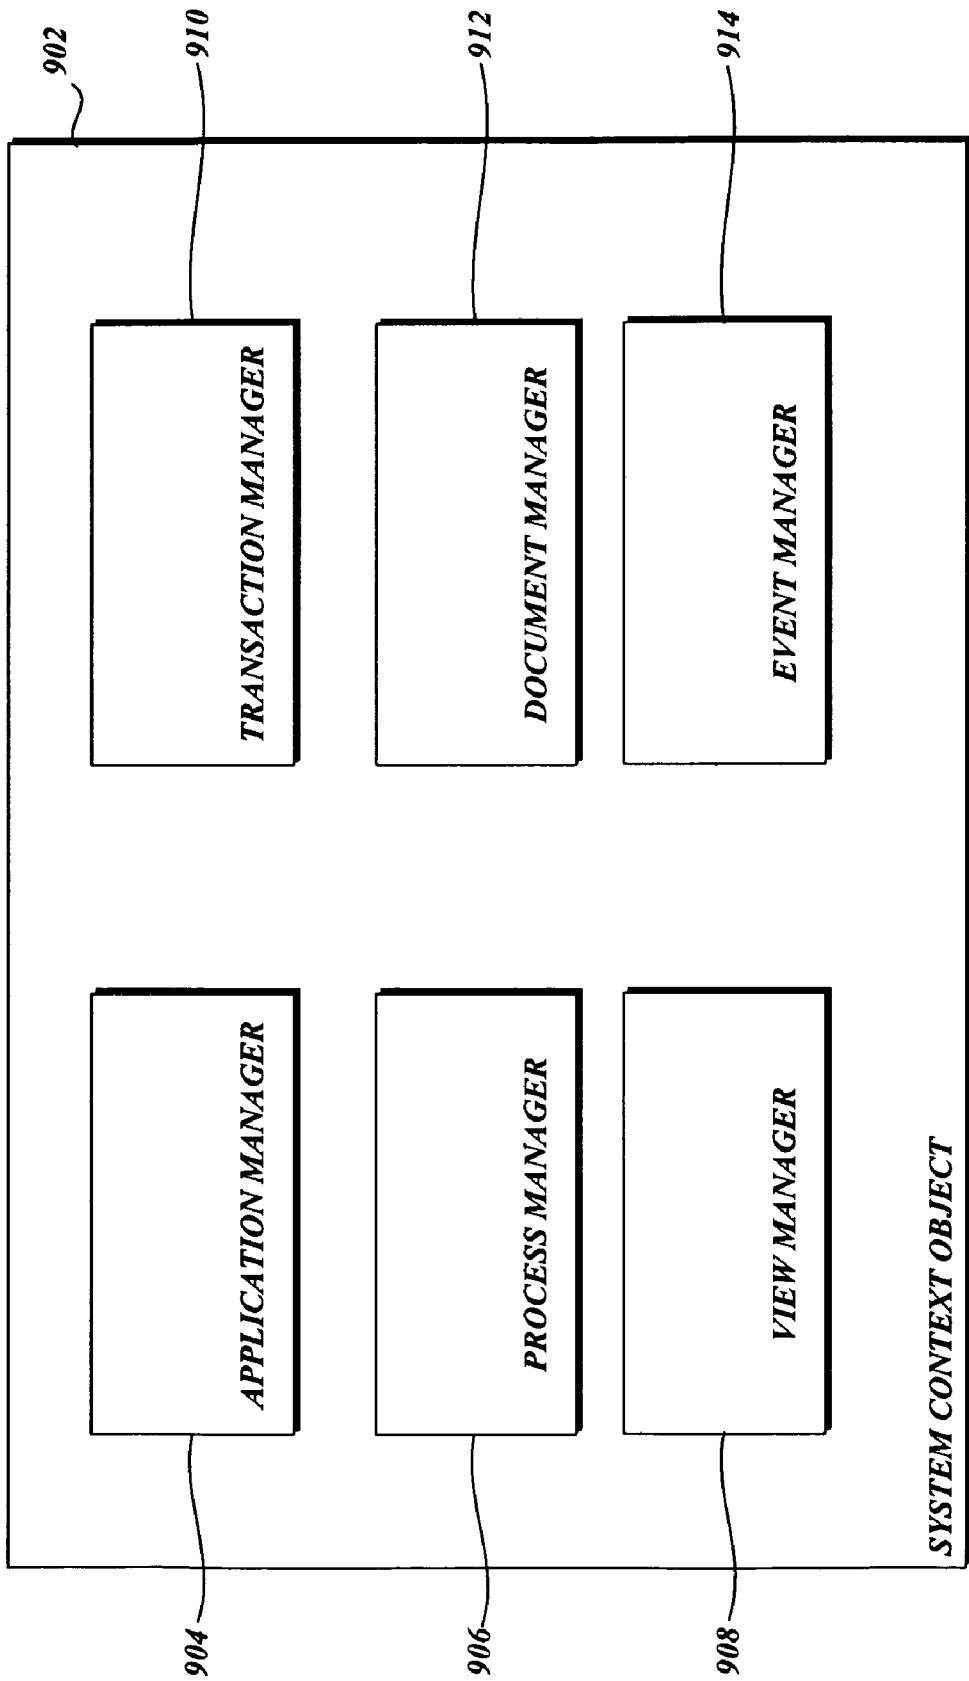 902
904
APPLICATION MANAGER
TRANSACTION MANAGER
910
906
PROCESS MANAGER
DOCUMENT MANAGER
912
908
VIEW MANAGER
EVENT MANAGER
914
SYSTEM CONTEXT OBJECT